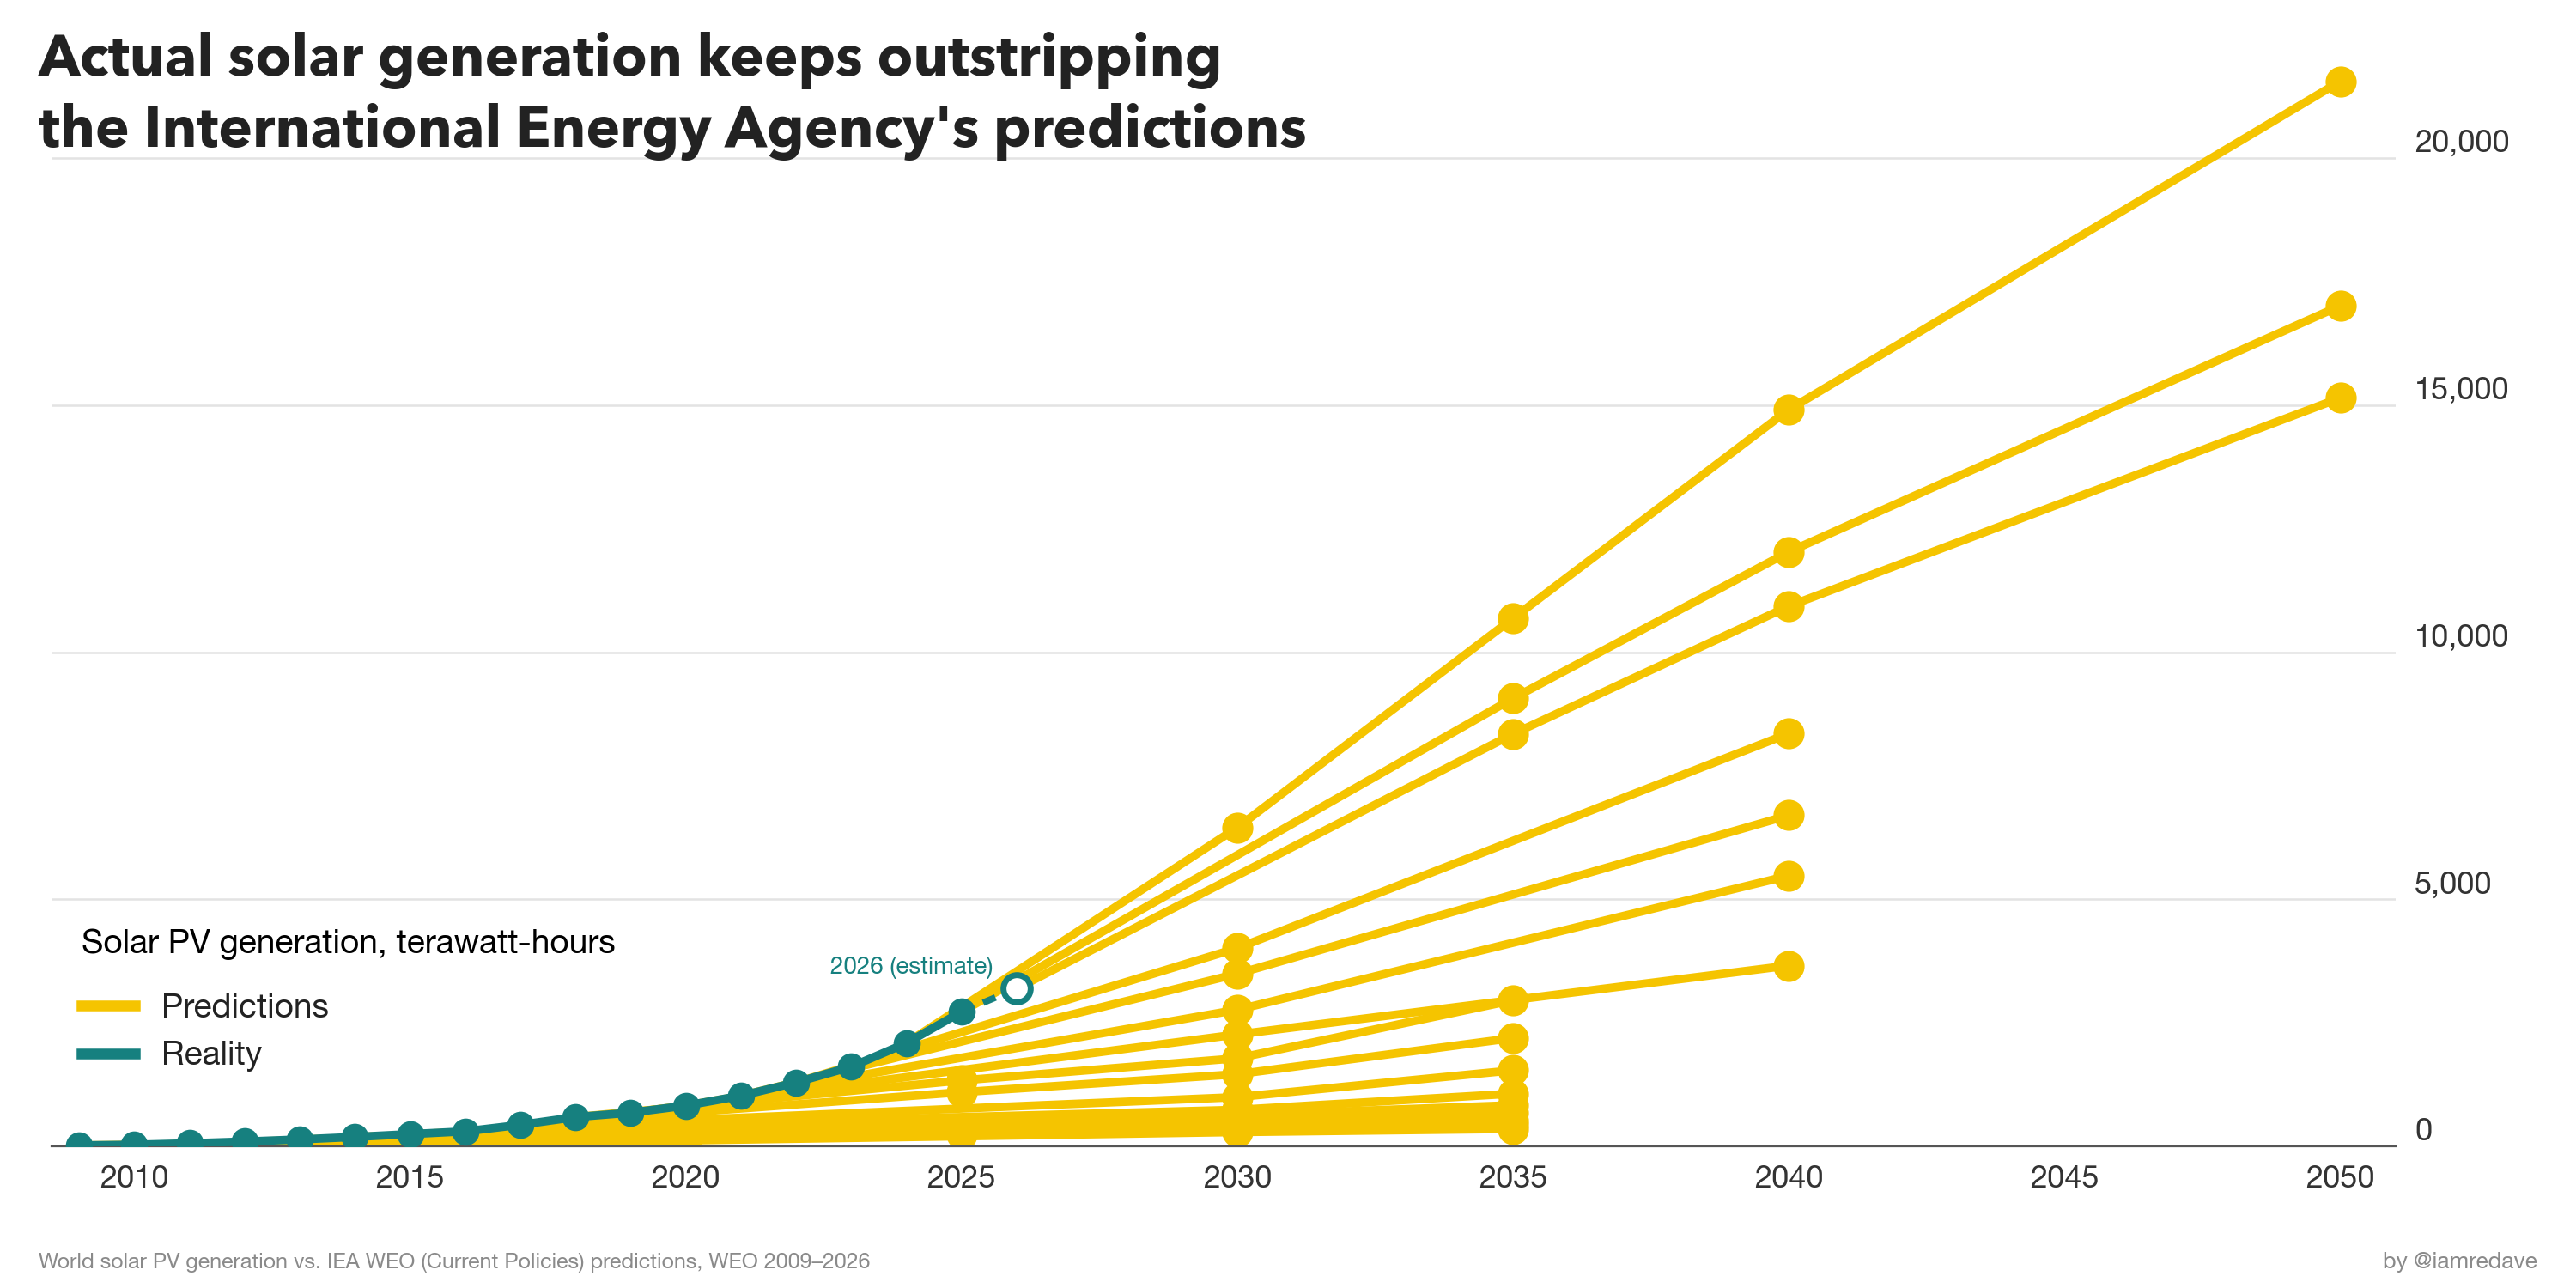 Actual solar generation keeps outstripping
the International Energy Agency's predictions
20,000
15,000
10,000
5,000
0
Solar PV generation, terawatt-hours
Predictions
Reality
2026 (estimate)
2010 2015 2020 2025 2030 2035 2040 2045 2050
World solar PV generation vs. IEA WEO (Current Policies) predictions, WEO 2009–2026
by @iamredave